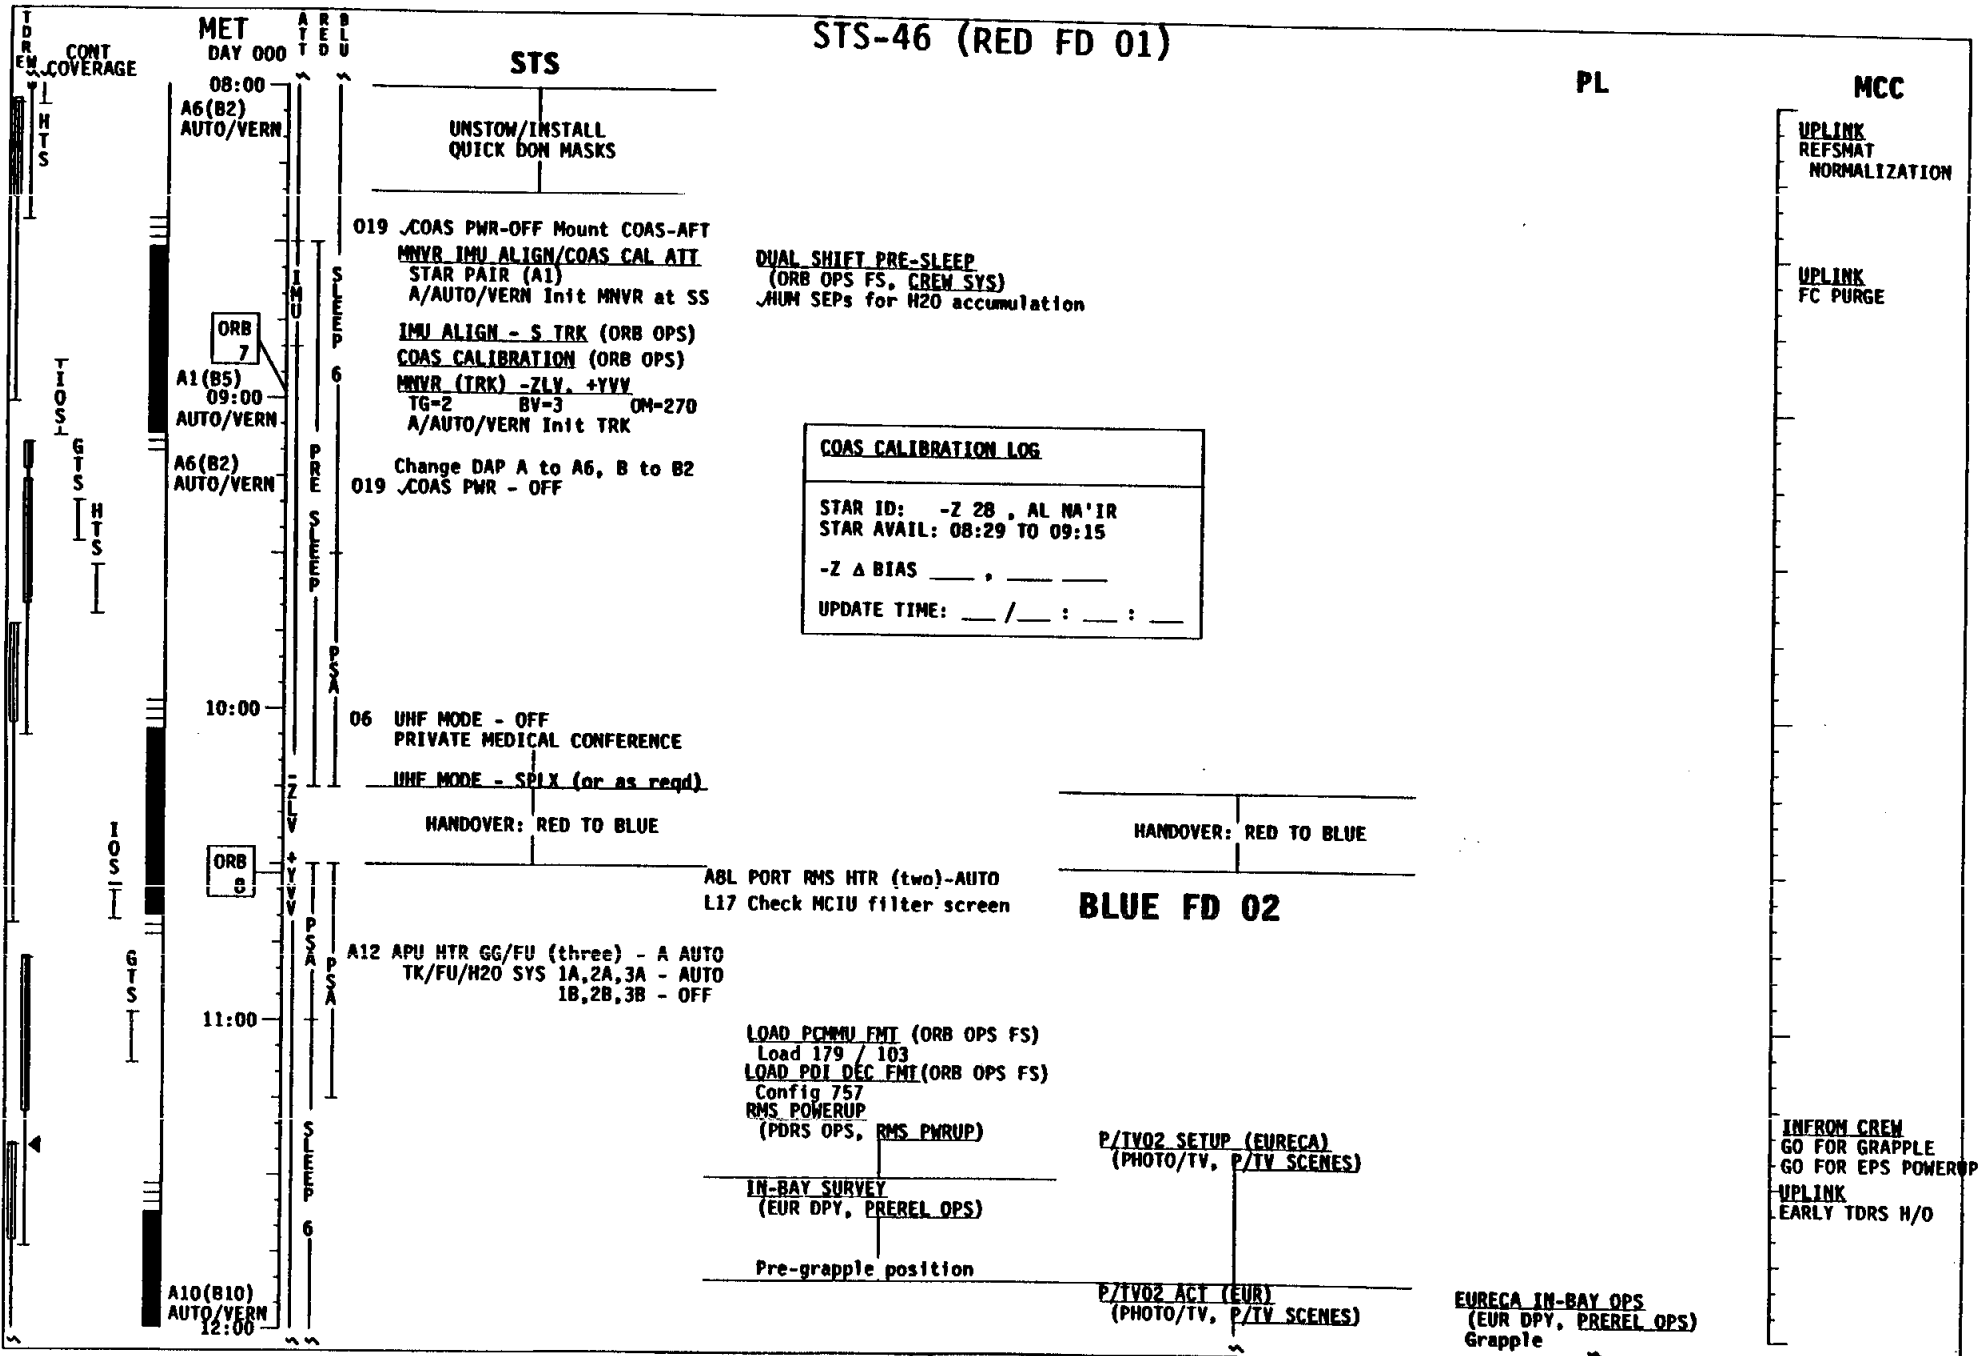 STS-46 (RED FD 01)
TDRS
E W
CONT
COVERAGE
MET
DAY 000
ATT
RED
BLU
STS
PL
MCC
08:00
A6(B2)
AUTO/VERN
HTS
UNSTOW/INSTALL
QUICK DON MASKS
UPLINK
REFSMAT
NORMALIZATION
019 ✓COAS PWR-OFF Mount COAS-AFT
MNVR IMU ALIGN/COAS CAL ATT
STAR PAIR (A1)
A/AUTO/VERN Init MNVR at SS
DUAL SHIFT PRE-SLEEP
(ORB OPS FS, CREW SYS)
✓HUM SEPs for H2O accumulation
UPLINK
FC PURGE
IMU
SLEEP 6
ORB
7
IMU ALIGN - S TRK (ORB OPS)
COAS CALIBRATION (ORB OPS)
MNVR (TRK) -ZLV, +YVV
TG=2 BV=3 OM=270
A/AUTO/VERN Init TRK
TIOS
A1(B5)
09:00
AUTO/VERN
GTS
A6(B2)
AUTO/VERN
HTS
PRE SLEEP
Change DAP A to A6, B to B2
019 ✓COAS PWR - OFF
COAS CALIBRATION LOG
STAR ID: -Z 28 , AL NA'IR
STAR AVAIL: 08:29 TO 09:15
-Z Δ BIAS ___ , ___ ___
UPDATE TIME: __ /__ : __ : __
PSA
10:00
06 UHF MODE - OFF
PRIVATE MEDICAL CONFERENCE
UHF MODE - SPLX (or as reqd)
-ZLV +YVV
HANDOVER: RED TO BLUE
HANDOVER: RED TO BLUE
IOS
ORB
8
A8L PORT RMS HTR (two)-AUTO
L17 Check MCIU filter screen
BLUE FD 02
GTS
PSA
PSA
A12 APU HTR GG/FU (three) - A AUTO
TK/FU/H2O SYS 1A,2A,3A - AUTO
1B,2B,3B - OFF
11:00
LOAD PCMMU FMT (ORB OPS FS)
Load 179 / 103
LOAD PDI DEC FMT(ORB OPS FS)
Config 757
RMS POWERUP
(PDRS OPS, RMS PWRUP)
SLEEP 6
P/TV02 SETUP (EURECA)
(PHOTO/TV, P/TV SCENES)
INFROM CREW
GO FOR GRAPPLE
GO FOR EPS POWERUP
UPLINK
EARLY TDRS H/O
IN-BAY SURVEY
(EUR DPY, PREREL OPS)
Pre-grapple position
A10(B10)
AUTO/VERN
12:00
P/TV02 ACT (EUR)
(PHOTO/TV, P/TV SCENES)
EURECA IN-BAY OPS
(EUR DPY, PREREL OPS)
Grapple